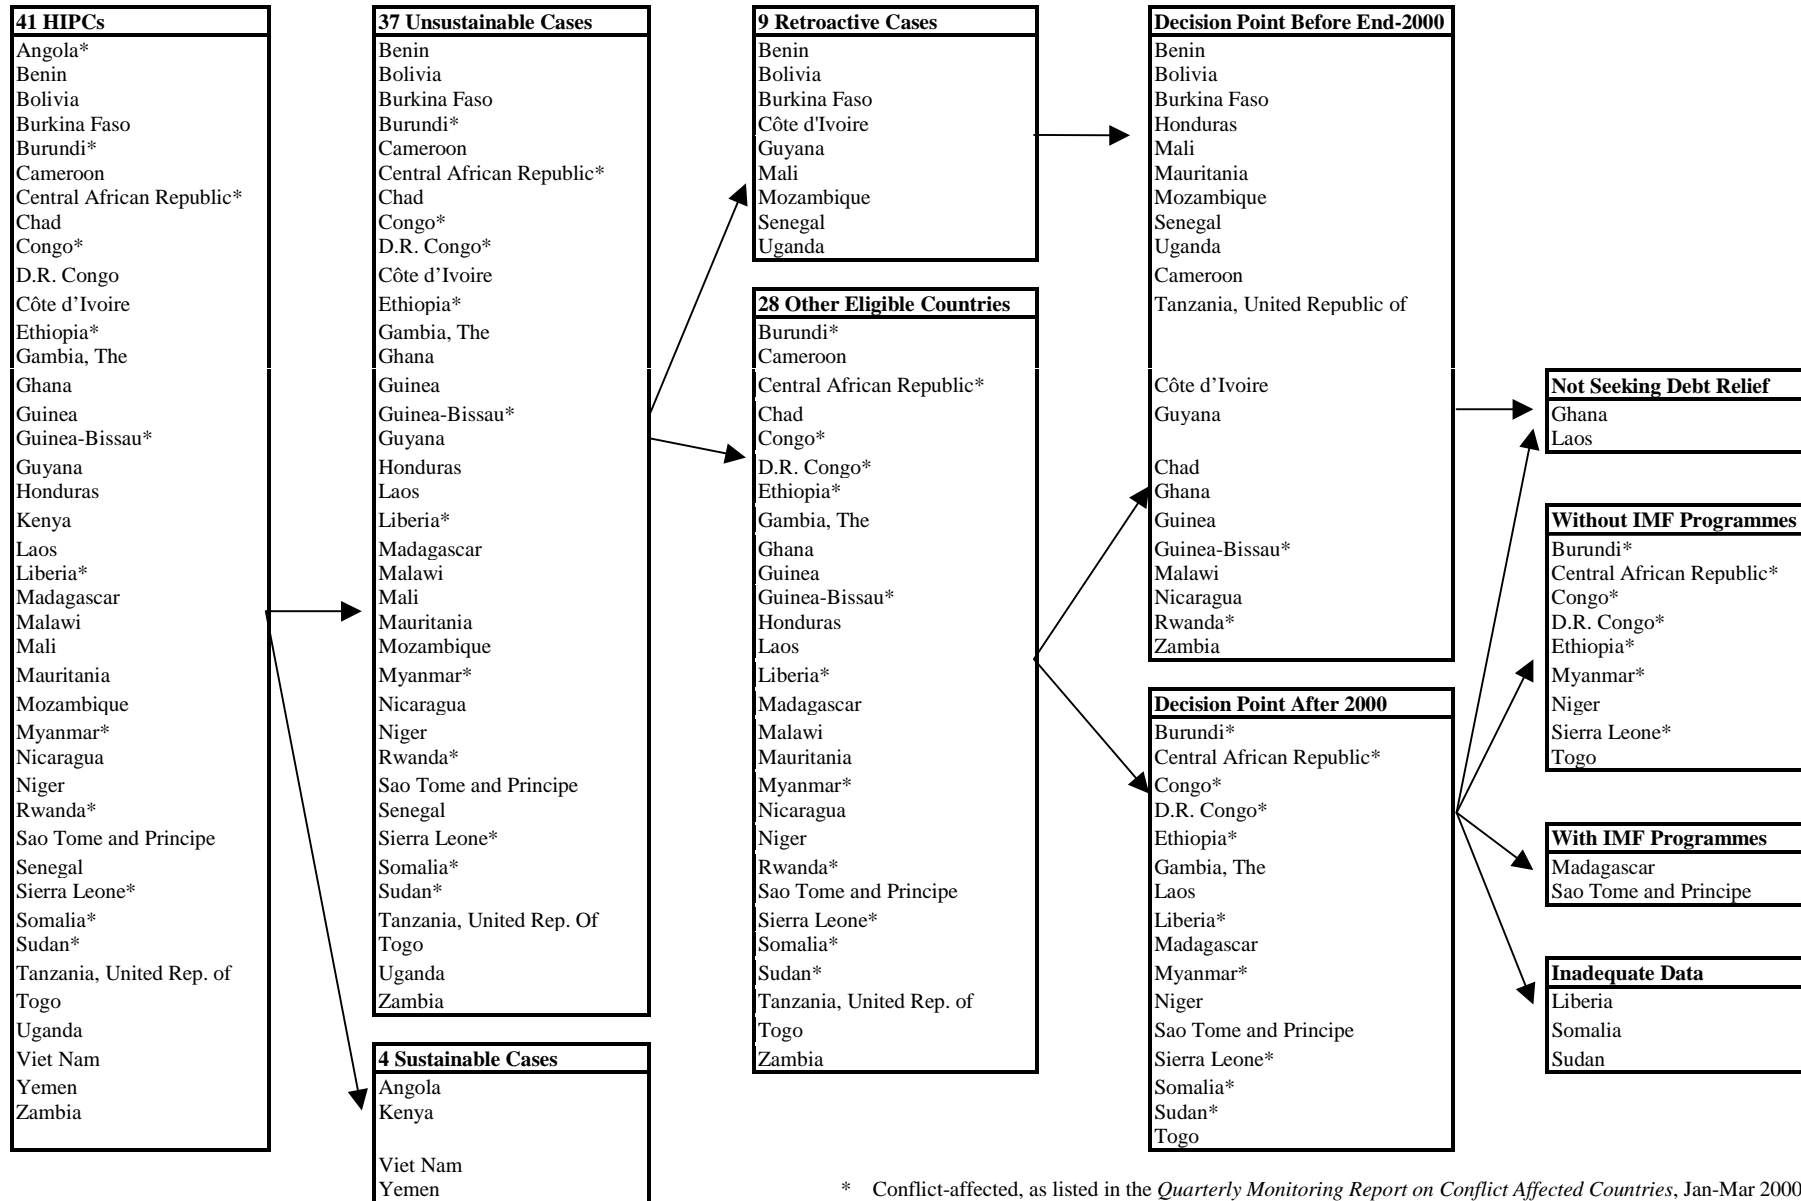 41 HIPCs
Angola*
Benin
Bolivia
Burkina Faso
Burundi*
Cameroon
Central African Republic*
Chad
Congo*
D.R. Congo
Côte d’Ivoire
Ethiopia*
Gambia, The
Ghana
Guinea
Guinea-Bissau*
Guyana
Honduras
Kenya
Laos
Liberia*
Madagascar
Malawi
Mali
Mauritania
Mozambique
Myanmar*
Nicaragua
Niger
Rwanda*
Sao Tome and Principe
Senegal
Sierra Leone*
Somalia*
Sudan*
Tanzania, United Rep. of
Togo
Uganda
Viet Nam
Yemen
Zambia
37 Unsustainable Cases
Benin
Bolivia
Burkina Faso
Burundi*
Cameroon
Central African Republic*
Chad
Congo*
D.R. Congo*
Côte d’Ivoire
Ethiopia*
Gambia, The
Ghana
Guinea
Guinea-Bissau*
Guyana
Honduras
Laos
Liberia*
Madagascar
Malawi
Mali
Mauritania
Mozambique
Myanmar*
Nicaragua
Niger
Rwanda*
Sao Tome and Principe
Senegal
Sierra Leone*
Somalia*
Sudan*
Tanzania, United Rep. Of
Togo
Uganda
Zambia
4 Sustainable Cases
Angola
Kenya
Viet Nam
Yemen
9 Retroactive Cases
Benin
Bolivia
Burkina Faso
Côte d'Ivoire
Guyana
Mali
Mozambique
Senegal
Uganda
28 Other Eligible Countries
Burundi*
Cameroon
Central African Republic*
Chad
Congo*
D.R. Congo*
Ethiopia*
Gambia, The
Ghana
Guinea
Guinea-Bissau*
Honduras
Laos
Liberia*
Madagascar
Malawi
Mauritania
Myanmar*
Nicaragua
Niger
Rwanda*
Sao Tome and Principe
Sierra Leone*
Somalia*
Sudan*
Tanzania, United Rep. of
Togo
Zambia
Decision Point Before End-2000
Benin
Bolivia
Burkina Faso
Honduras
Mali
Mauritania
Mozambique
Senegal
Uganda
Cameroon
Tanzania, United Republic of
Côte d’Ivoire
Guyana
Chad
Ghana
Guinea
Guinea-Bissau*
Malawi
Nicaragua
Rwanda*
Zambia
Decision Point After 2000
Burundi*
Central African Republic*
Congo*
D.R. Congo*
Ethiopia*
Gambia, The
Laos
Liberia*
Madagascar
Myanmar*
Niger
Sao Tome and Principe
Sierra Leone*
Somalia*
Sudan*
Togo
Not Seeking Debt Relief
Ghana
Laos
Without IMF Programmes
Burundi*
Central African Republic*
Congo*
D.R. Congo*
Ethiopia*
Myanmar*
Niger
Sierra Leone*
Togo
With IMF Programmes
Madagascar
Sao Tome and Principe
Inadequate Data
Liberia
Somalia
Sudan
* Conflict-affected, as listed in the Quarterly Monitoring Report on Conflict Affected Countries, Jan-Mar 2000